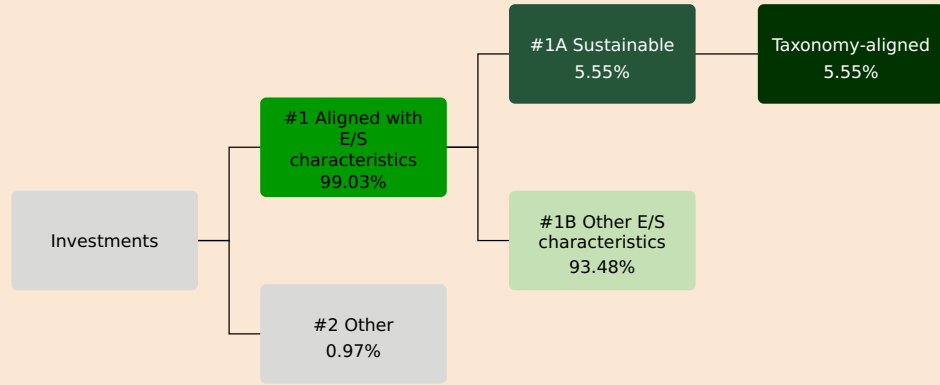 #1A Sustainable
5.55%
Taxonomy-aligned
5.55%
#1 Aligned with
E/S
characteristics
99.03%
#1B Other E/S
characteristics
93.48%
Investments
#2 Other
0.97%